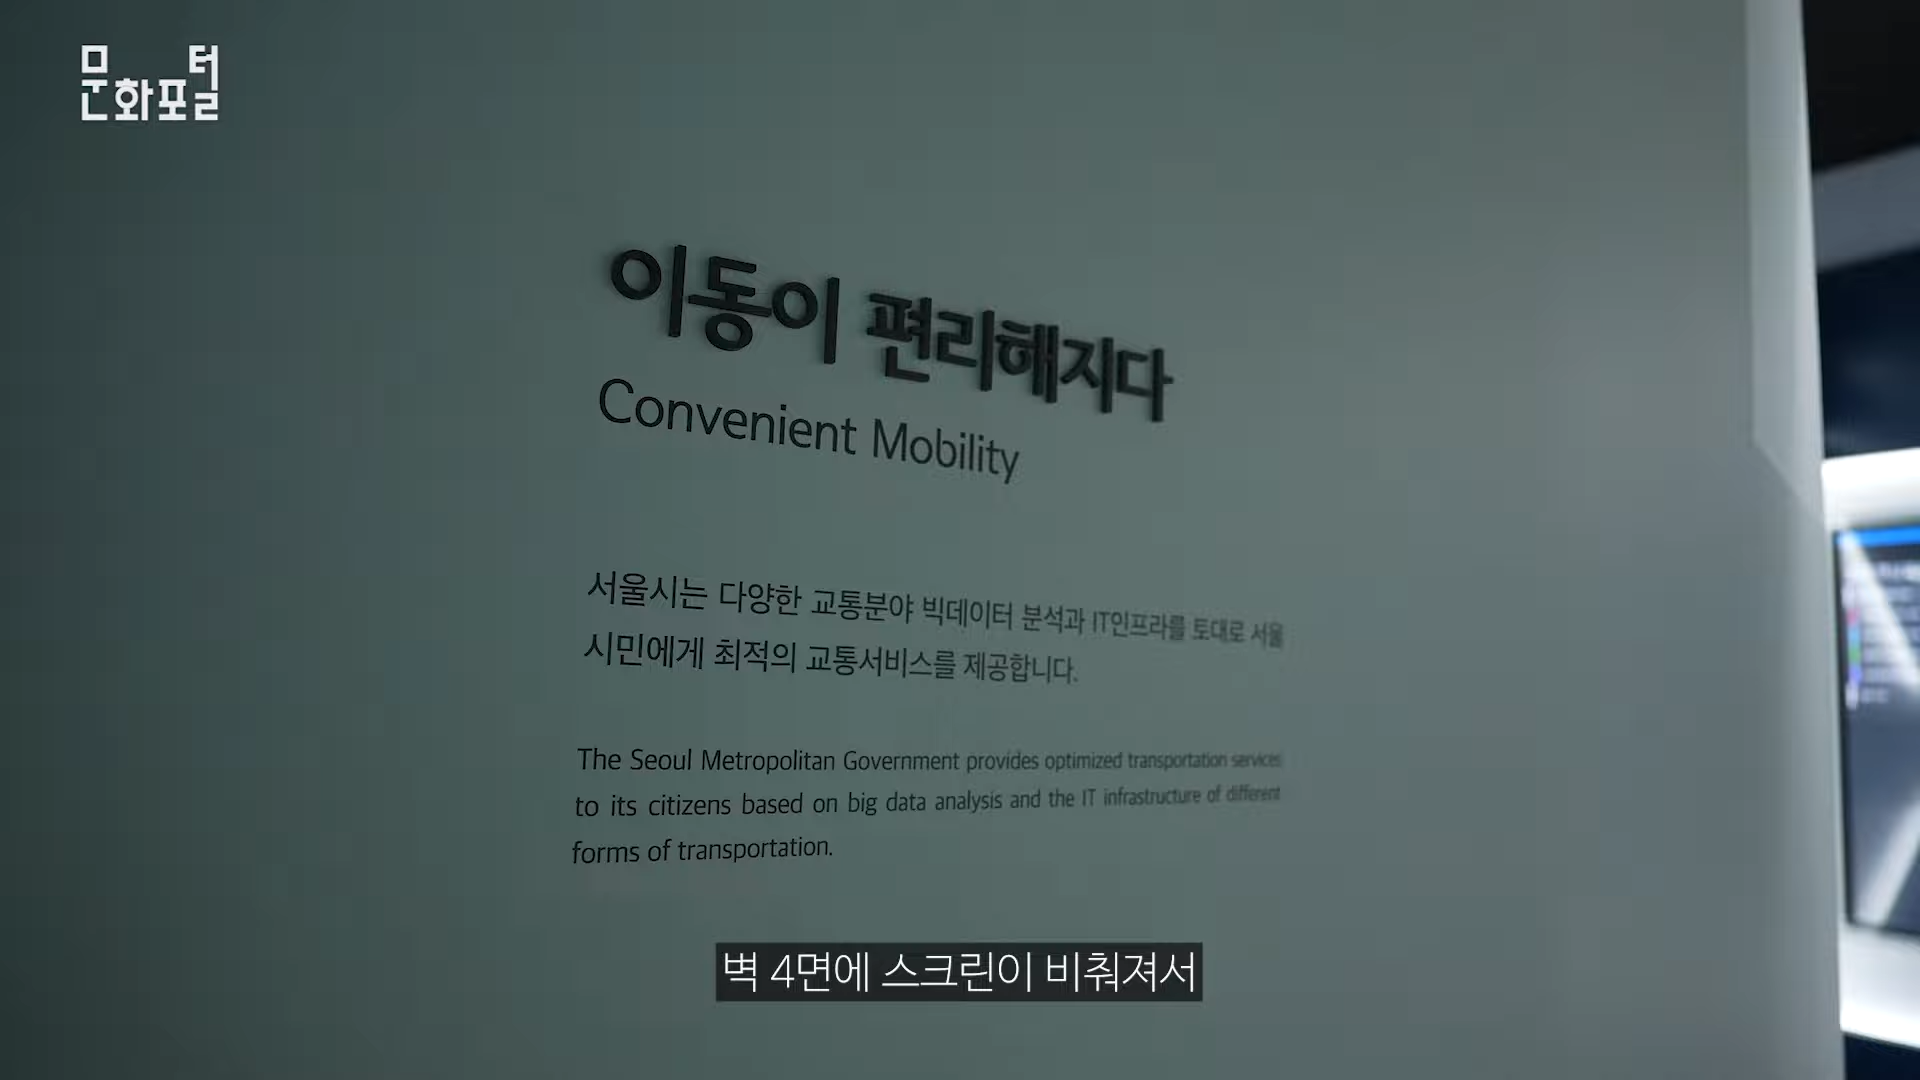 문화포털
이동이 편리해지다
Convenient Mobility
서울시는 다양한 교통분야 빅데이터 분석과 IT인프라를 토대로 서울
시민에게 최적의 교통서비스를 제공합니다.
The Seoul Metropolitan Government provides optimized transportation services
to its citizens based on big data analysis and the IT infrastructure of different
forms of transportation.
벽 4면에 스크린이 비춰져서